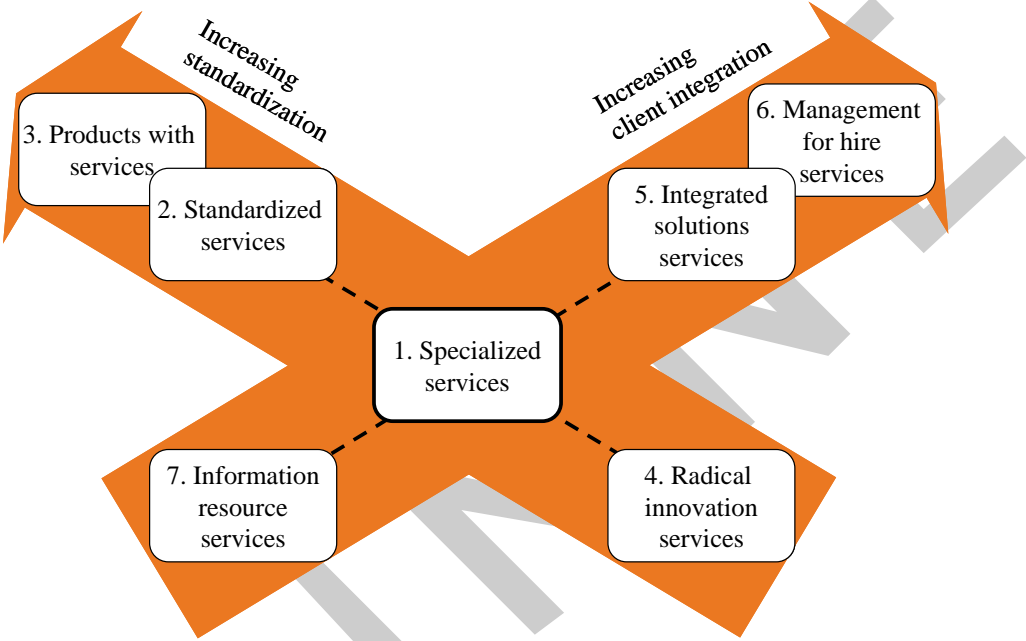 Increasing
standardization
Increasing
client integration
3. Products with
services
2. Standardized
services
6. Management
for hire
services
5. Integrated
solutions
services
1. Specialized
services
7. Information
resource
services
4. Radical
innovation
services